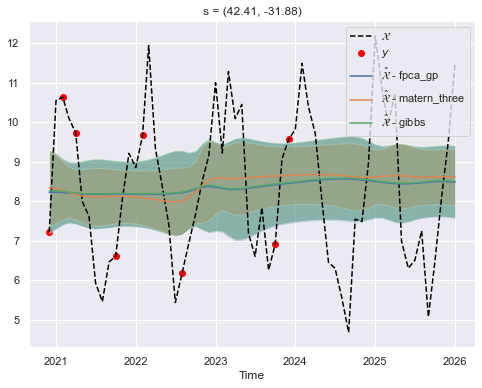 s = (42.41, -31.88)
𝒳
y
𝒳̂ - fpca_gp
𝒳̂ - matern_three
𝒳̂ - gibbs
12
11
10
9
8
7
6
5
2021 2022 2023 2024 2025 2026
Time